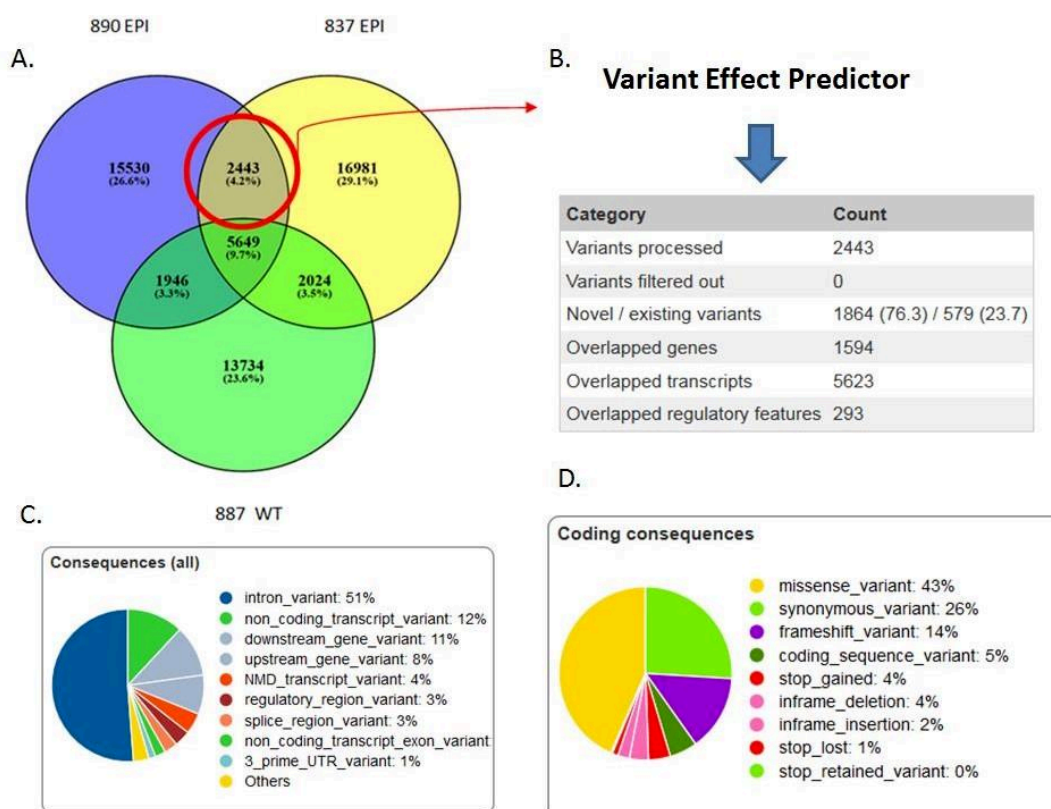 890 EPI
837 EPI
A.
15530
(26.6%)
2443
(4.2%)
16981
(29.1%)
5649
(9.7%)
1946
(3.3%)
2024
(3.5%)
13734
(23.6%)
887 WT
B.
Variant Effect Predictor
Category Count
Variants processed 2443
Variants filtered out 0
Novel / existing variants 1864 (76.3) / 579 (23.7)
Overlapped genes 1594
Overlapped transcripts 5623
Overlapped regulatory features 293
C.
Consequences (all)
intron_variant: 51%
non_coding_transcript_variant: 12%
downstream_gene_variant: 11%
upstream_gene_variant: 8%
NMD_transcript_variant: 4%
regulatory_region_variant: 3%
splice_region_variant: 3%
non_coding_transcript_exon_variant
3_prime_UTR_variant: 1%
Others
D.
Coding consequences
missense_variant: 43%
synonymous_variant: 26%
frameshift_variant: 14%
coding_sequence_variant: 5%
stop_gained: 4%
inframe_deletion: 4%
inframe_insertion: 2%
stop_lost: 1%
stop_retained_variant: 0%